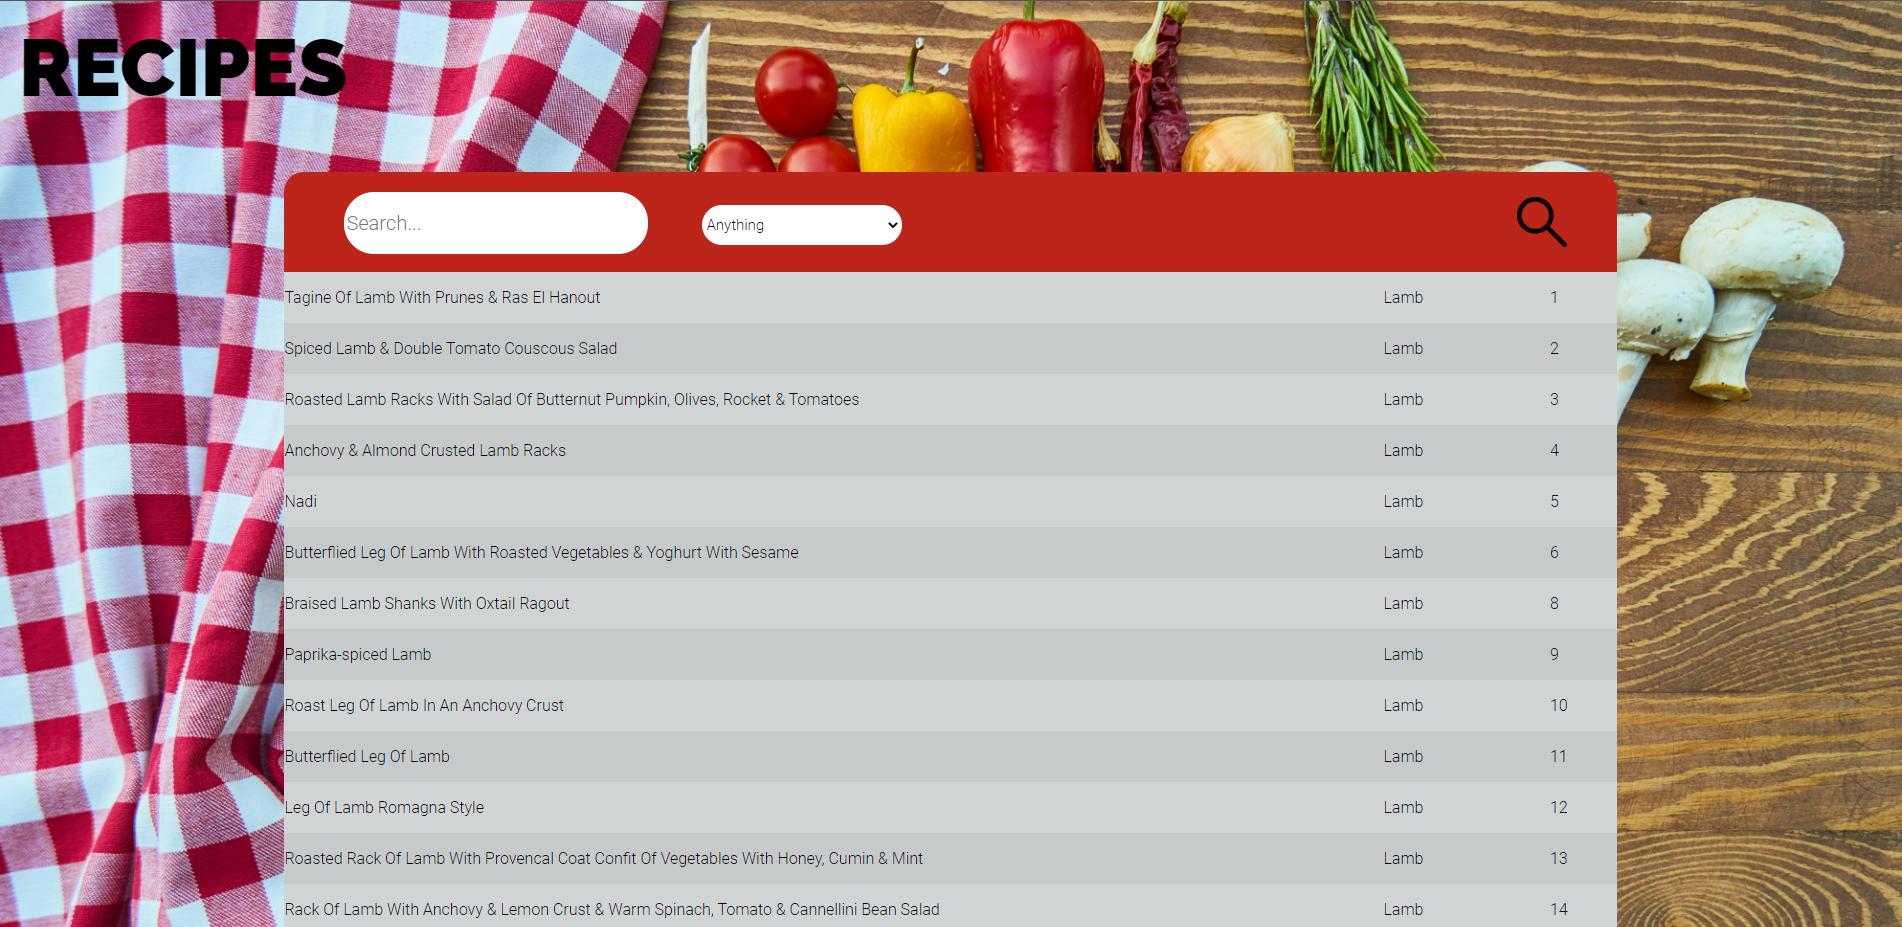 RECIPES
Search...
Anything
Tagine Of Lamb With Prunes & Ras El Hanout Lamb 1
Spiced Lamb & Double Tomato Couscous Salad Lamb 2
Roasted Lamb Racks With Salad Of Butternut Pumpkin, Olives, Rocket & Tomatoes Lamb 3
Anchovy & Almond Crusted Lamb Racks Lamb 4
Nadi Lamb 5
Butterflied Leg Of Lamb With Roasted Vegetables & Yoghurt With Sesame Lamb 6
Braised Lamb Shanks With Oxtail Ragout Lamb 8
Paprika-spiced Lamb Lamb 9
Roast Leg Of Lamb In An Anchovy Crust Lamb 10
Butterflied Leg Of Lamb Lamb 11
Leg Of Lamb Romagna Style Lamb 12
Roasted Rack Of Lamb With Provencal Coat Confit Of Vegetables With Honey, Cumin & Mint Lamb 13
Rack Of Lamb With Anchovy & Lemon Crust & Warm Spinach, Tomato & Cannellini Bean Salad Lamb 14